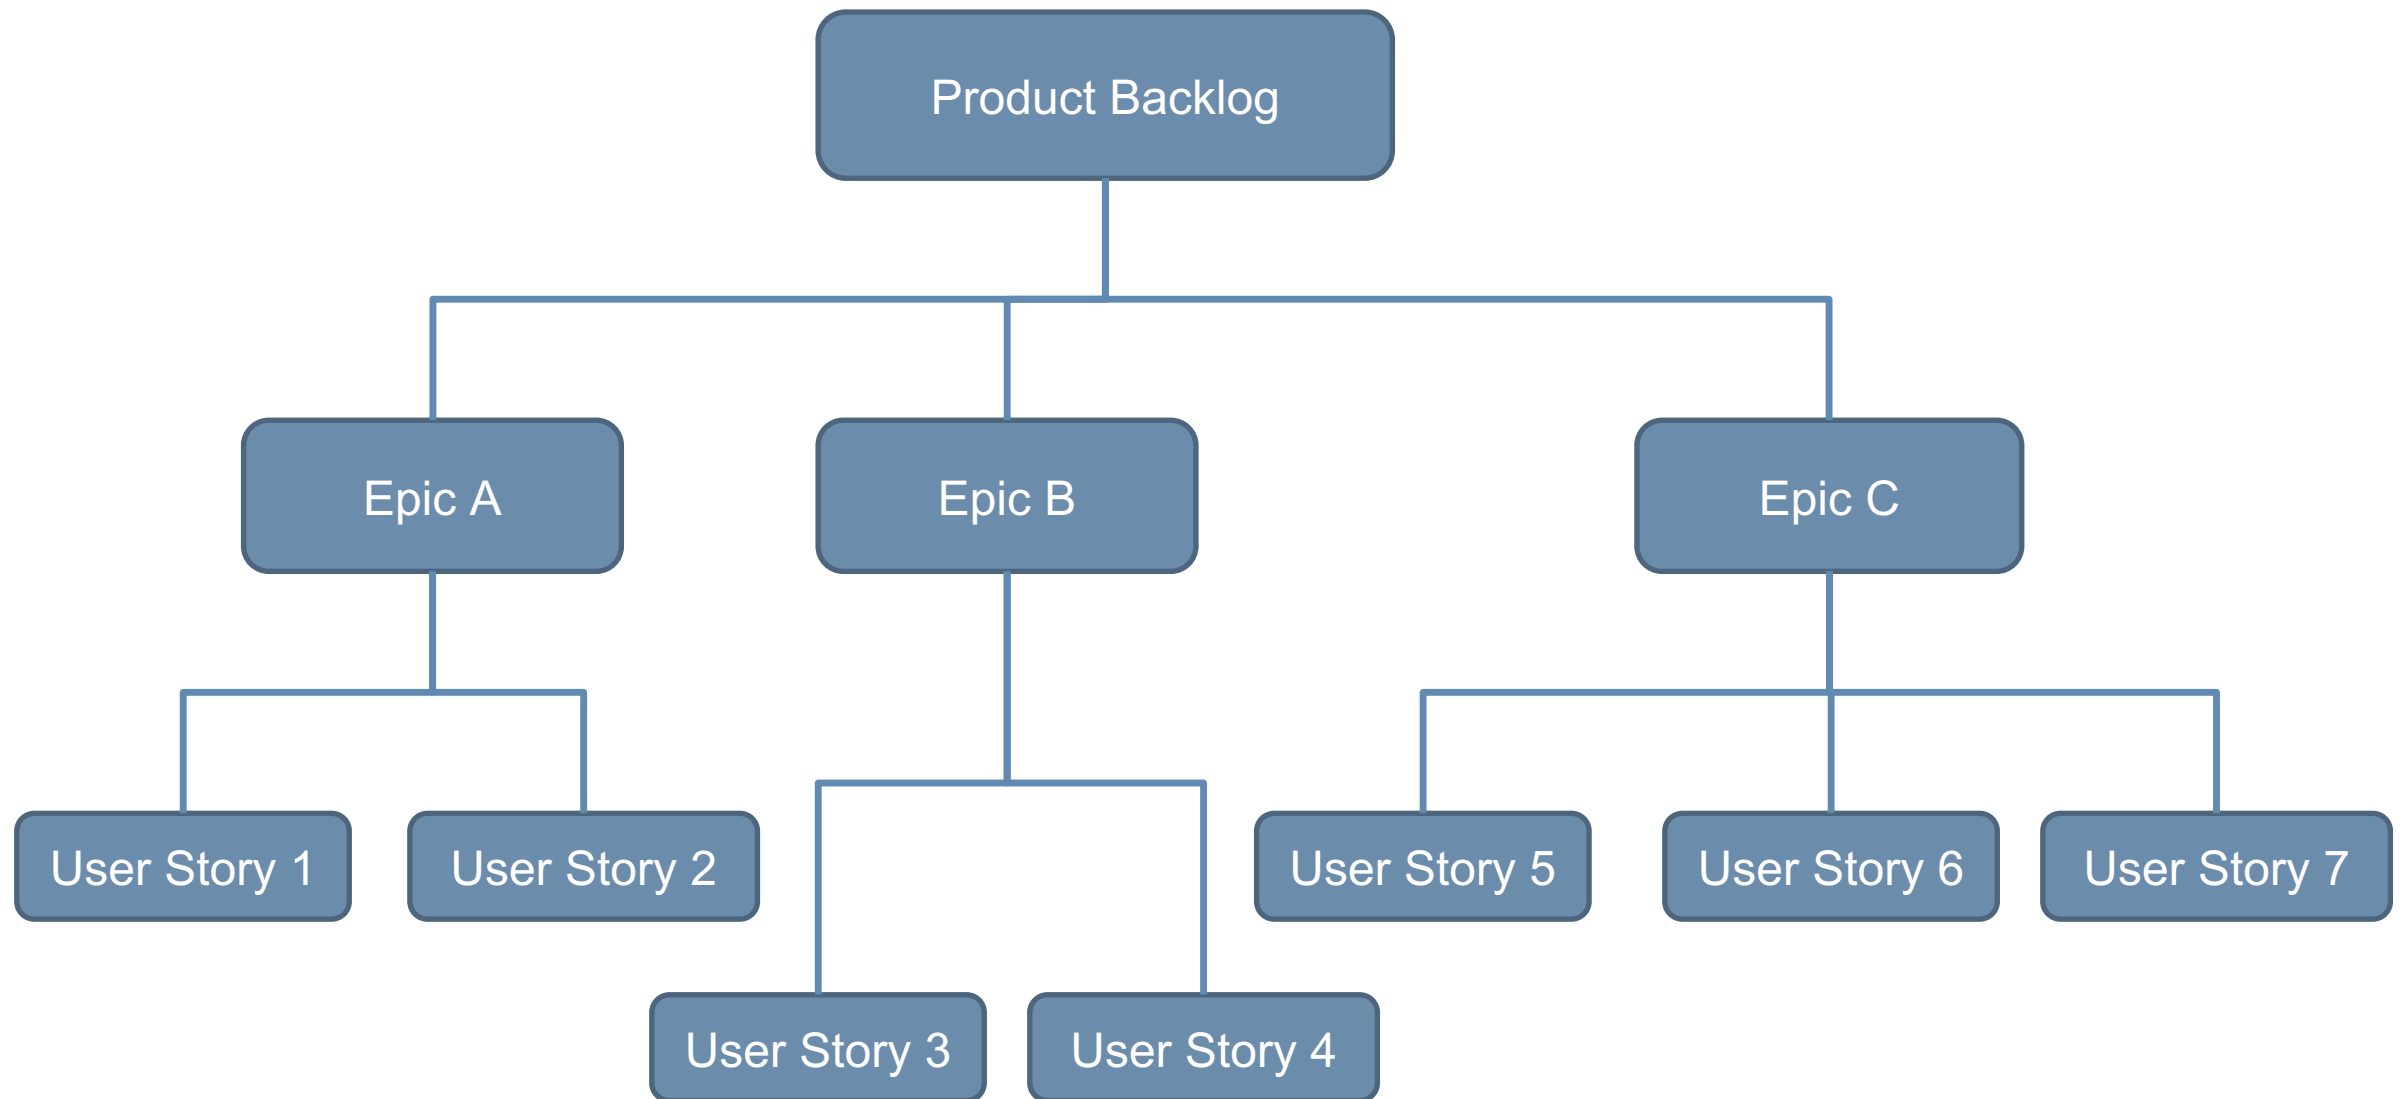 Product Backlog
Epic A
Epic B
Epic C
User Story 1
User Story 2
User Story 5
User Story 6
User Story 7
User Story 3
User Story 4